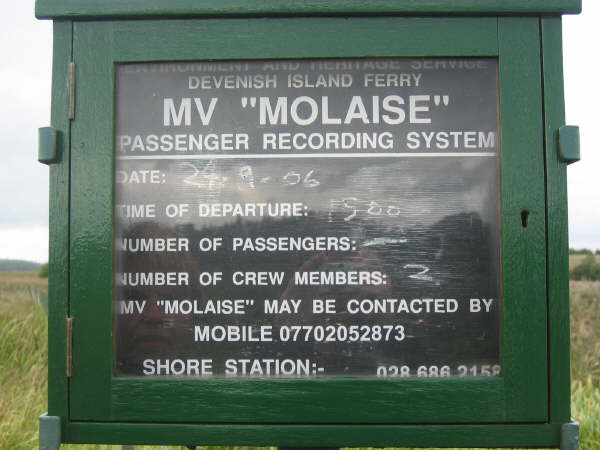 ENVIRONMENT AND HERITAGE SERVICE
DEVENISH ISLAND FERRY
MV "MOLAISE"
PASSENGER RECORDING SYSTEM
DATE: 24-9-06
TIME OF DEPARTURE: 1500
NUMBER OF PASSENGERS: -
NUMBER OF CREW MEMBERS: 2
MV "MOLAISE" MAY BE CONTACTED BY
MOBILE 07702052873
SHORE STATION:- 028 686 2158